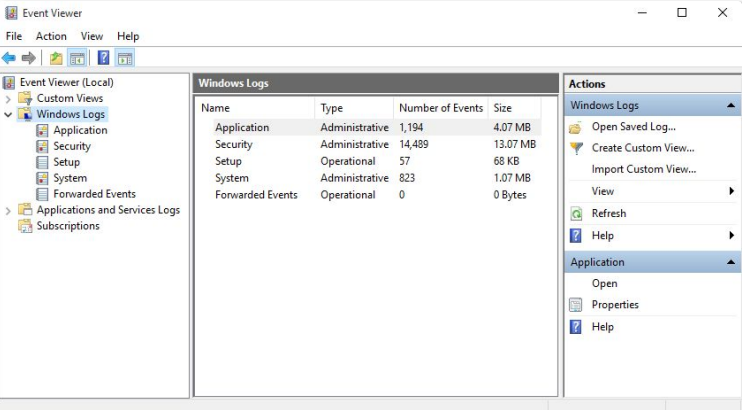 Event Viewer
File Action View Help
Event Viewer (Local)
Custom Views
Windows Logs
Application
Security
Setup
System
Forwarded Events
Applications and Services Logs
Subscriptions
Windows Logs
Name Type Number of Events Size
Application Administrative 1,194 4.07 MB
Security Administrative 14,489 13.07 MB
Setup Operational 57 68 KB
System Administrative 823 1.07 MB
Forwarded Events Operational 0 0 Bytes
Actions
Windows Logs
Open Saved Log...
Create Custom View...
Import Custom View...
View
Refresh
Help
Application
Open
Properties
Help